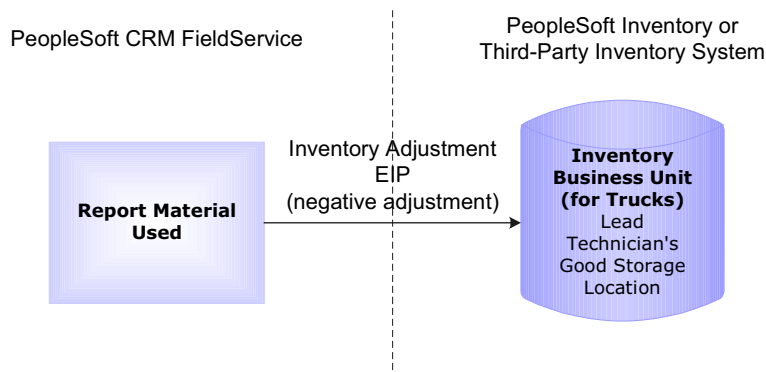 PeopleSoft CRM FieldService
PeopleSoft Inventory or
Third-Party Inventory System
Report Material
Used
Inventory Adjustment
EIP
(negative adjustment)
Inventory
Business Unit
(for Trucks)
Lead
Technician's
Good Storage
Location